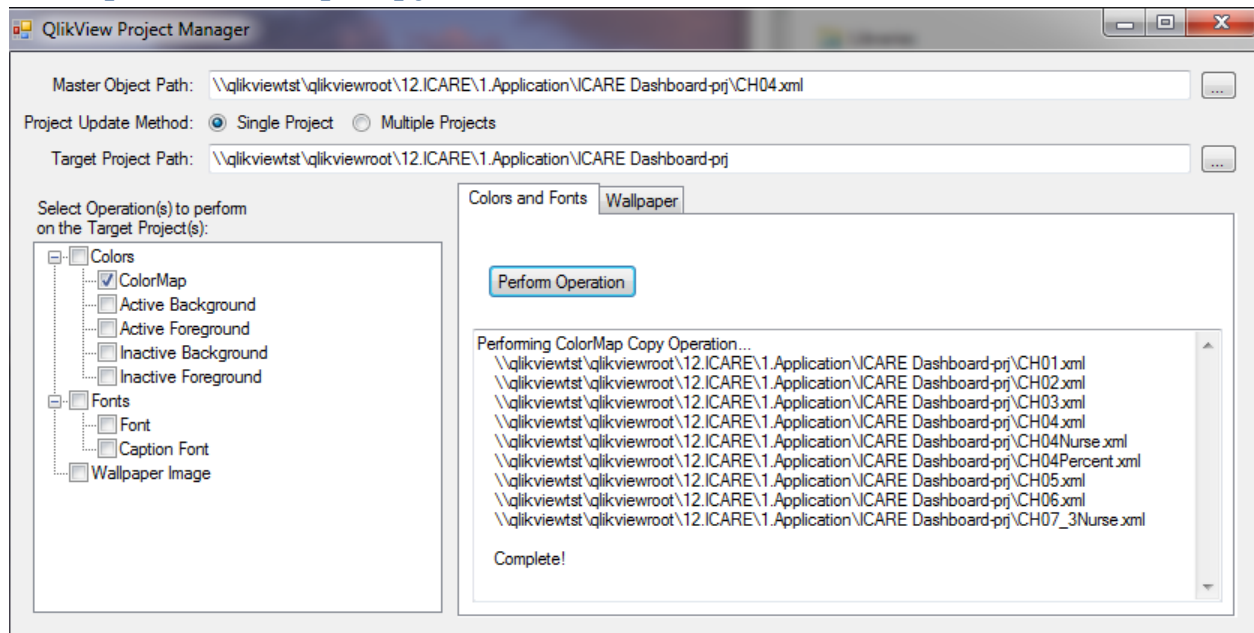 QlikView Project Manager
Master Object Path: \\qlikviewtst\qlikviewroot\12.ICARE\1.Application\ICARE Dashboard-prj\CH04.xml ...
Project Update Method: Single Project Multiple Projects
Target Project Path: \\qlikviewtst\qlikviewroot\12.ICARE\1.Application\ICARE Dashboard-prj ...
Select Operation(s) to perform
on the Target Project(s):
Colors
ColorMap
Active Background
Active Foreground
Inactive Background
Inactive Foreground
Fonts
Font
Caption Font
Wallpaper Image
Colors and Fonts Wallpaper
Perform Operation
Performing ColorMap Copy Operation...
\\qlikviewtst\qlikviewroot\12.ICARE\1.Application\ICARE Dashboard-prj\CH01.xml
\\qlikviewtst\qlikviewroot\12.ICARE\1.Application\ICARE Dashboard-prj\CH02.xml
\\qlikviewtst\qlikviewroot\12.ICARE\1.Application\ICARE Dashboard-prj\CH03.xml
\\qlikviewtst\qlikviewroot\12.ICARE\1.Application\ICARE Dashboard-prj\CH04.xml
\\qlikviewtst\qlikviewroot\12.ICARE\1.Application\ICARE Dashboard-prj\CH04Nurse.xml
\\qlikviewtst\qlikviewroot\12.ICARE\1.Application\ICARE Dashboard-prj\CH04Percent.xml
\\qlikviewtst\qlikviewroot\12.ICARE\1.Application\ICARE Dashboard-prj\CH05.xml
\\qlikviewtst\qlikviewroot\12.ICARE\1.Application\ICARE Dashboard-prj\CH06.xml
\\qlikviewtst\qlikviewroot\12.ICARE\1.Application\ICARE Dashboard-prj\CH07_3Nurse.xml
Complete!